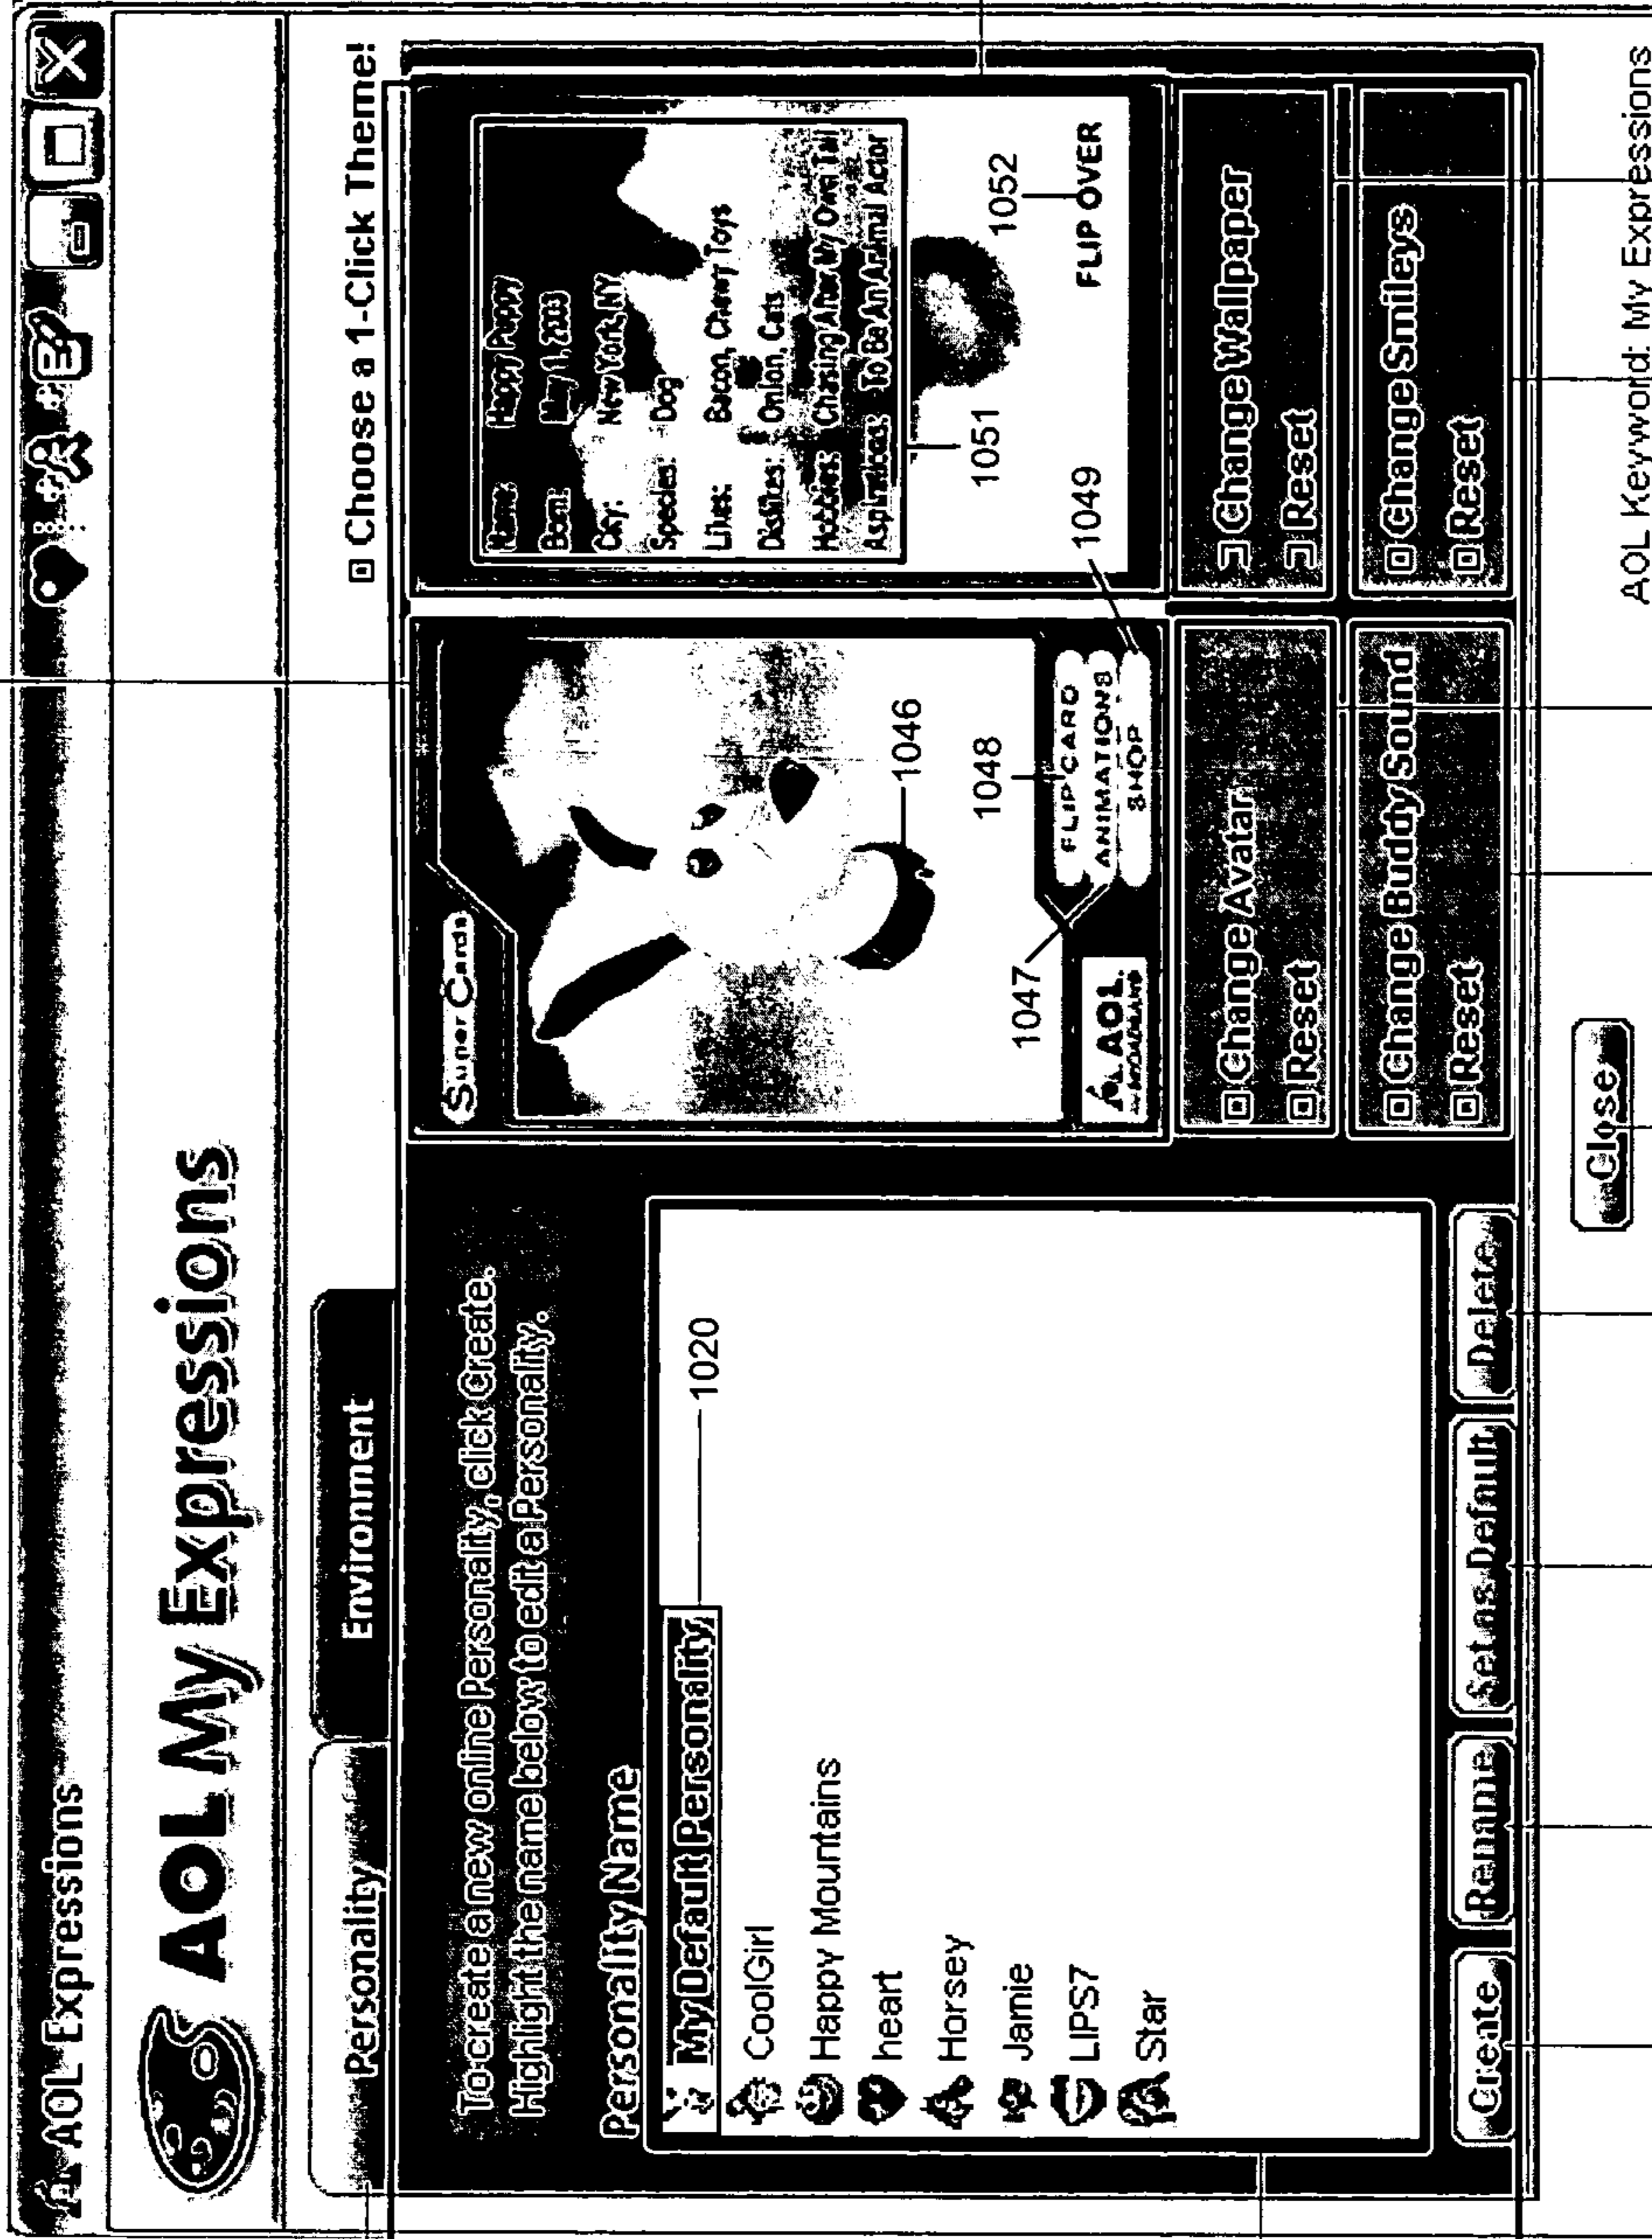 AOL Expressions
AOL My Expressions
Personality
Environment
Choose a 1-Click Theme!
To create a new online Personality, click Create.
Highlight the name below to edit a Personality.
Personality Name
My Default Personality
1020
CoolGirl
Happy Mountains
heart
Horsey
Jamie
LIPS7
Star
Create
Rename
Set as Default
Delete
Super Cards
1046
1047
1048
1049
FLIP CARD
ANIMATIONS
SHOP
AOL
Name: Happy Puppy
Born: May 1, 2003
City: New York, NY
Species: Dog
Likes: Bacon, Chewy Toys
Dislikes: Onion, Cats
Hobbies: Chasing After My Own Tail
Aspirations: To Be An Animal Actor
1051
1052
FLIP OVER
Change Avatar
Reset
Change Wallpaper
Reset
Change Buddy Sound
Reset
Change Smileys
Reset
Close
AOL Keyword: My Expressions